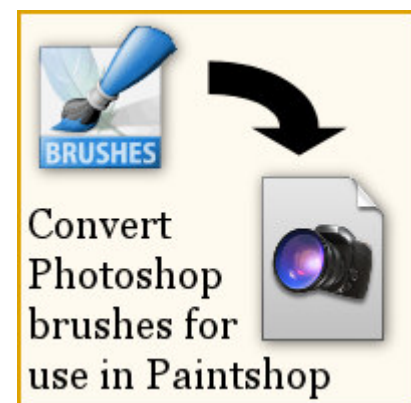 BRUSHES
Convert
Photoshop
brushes for
use in Paintshop